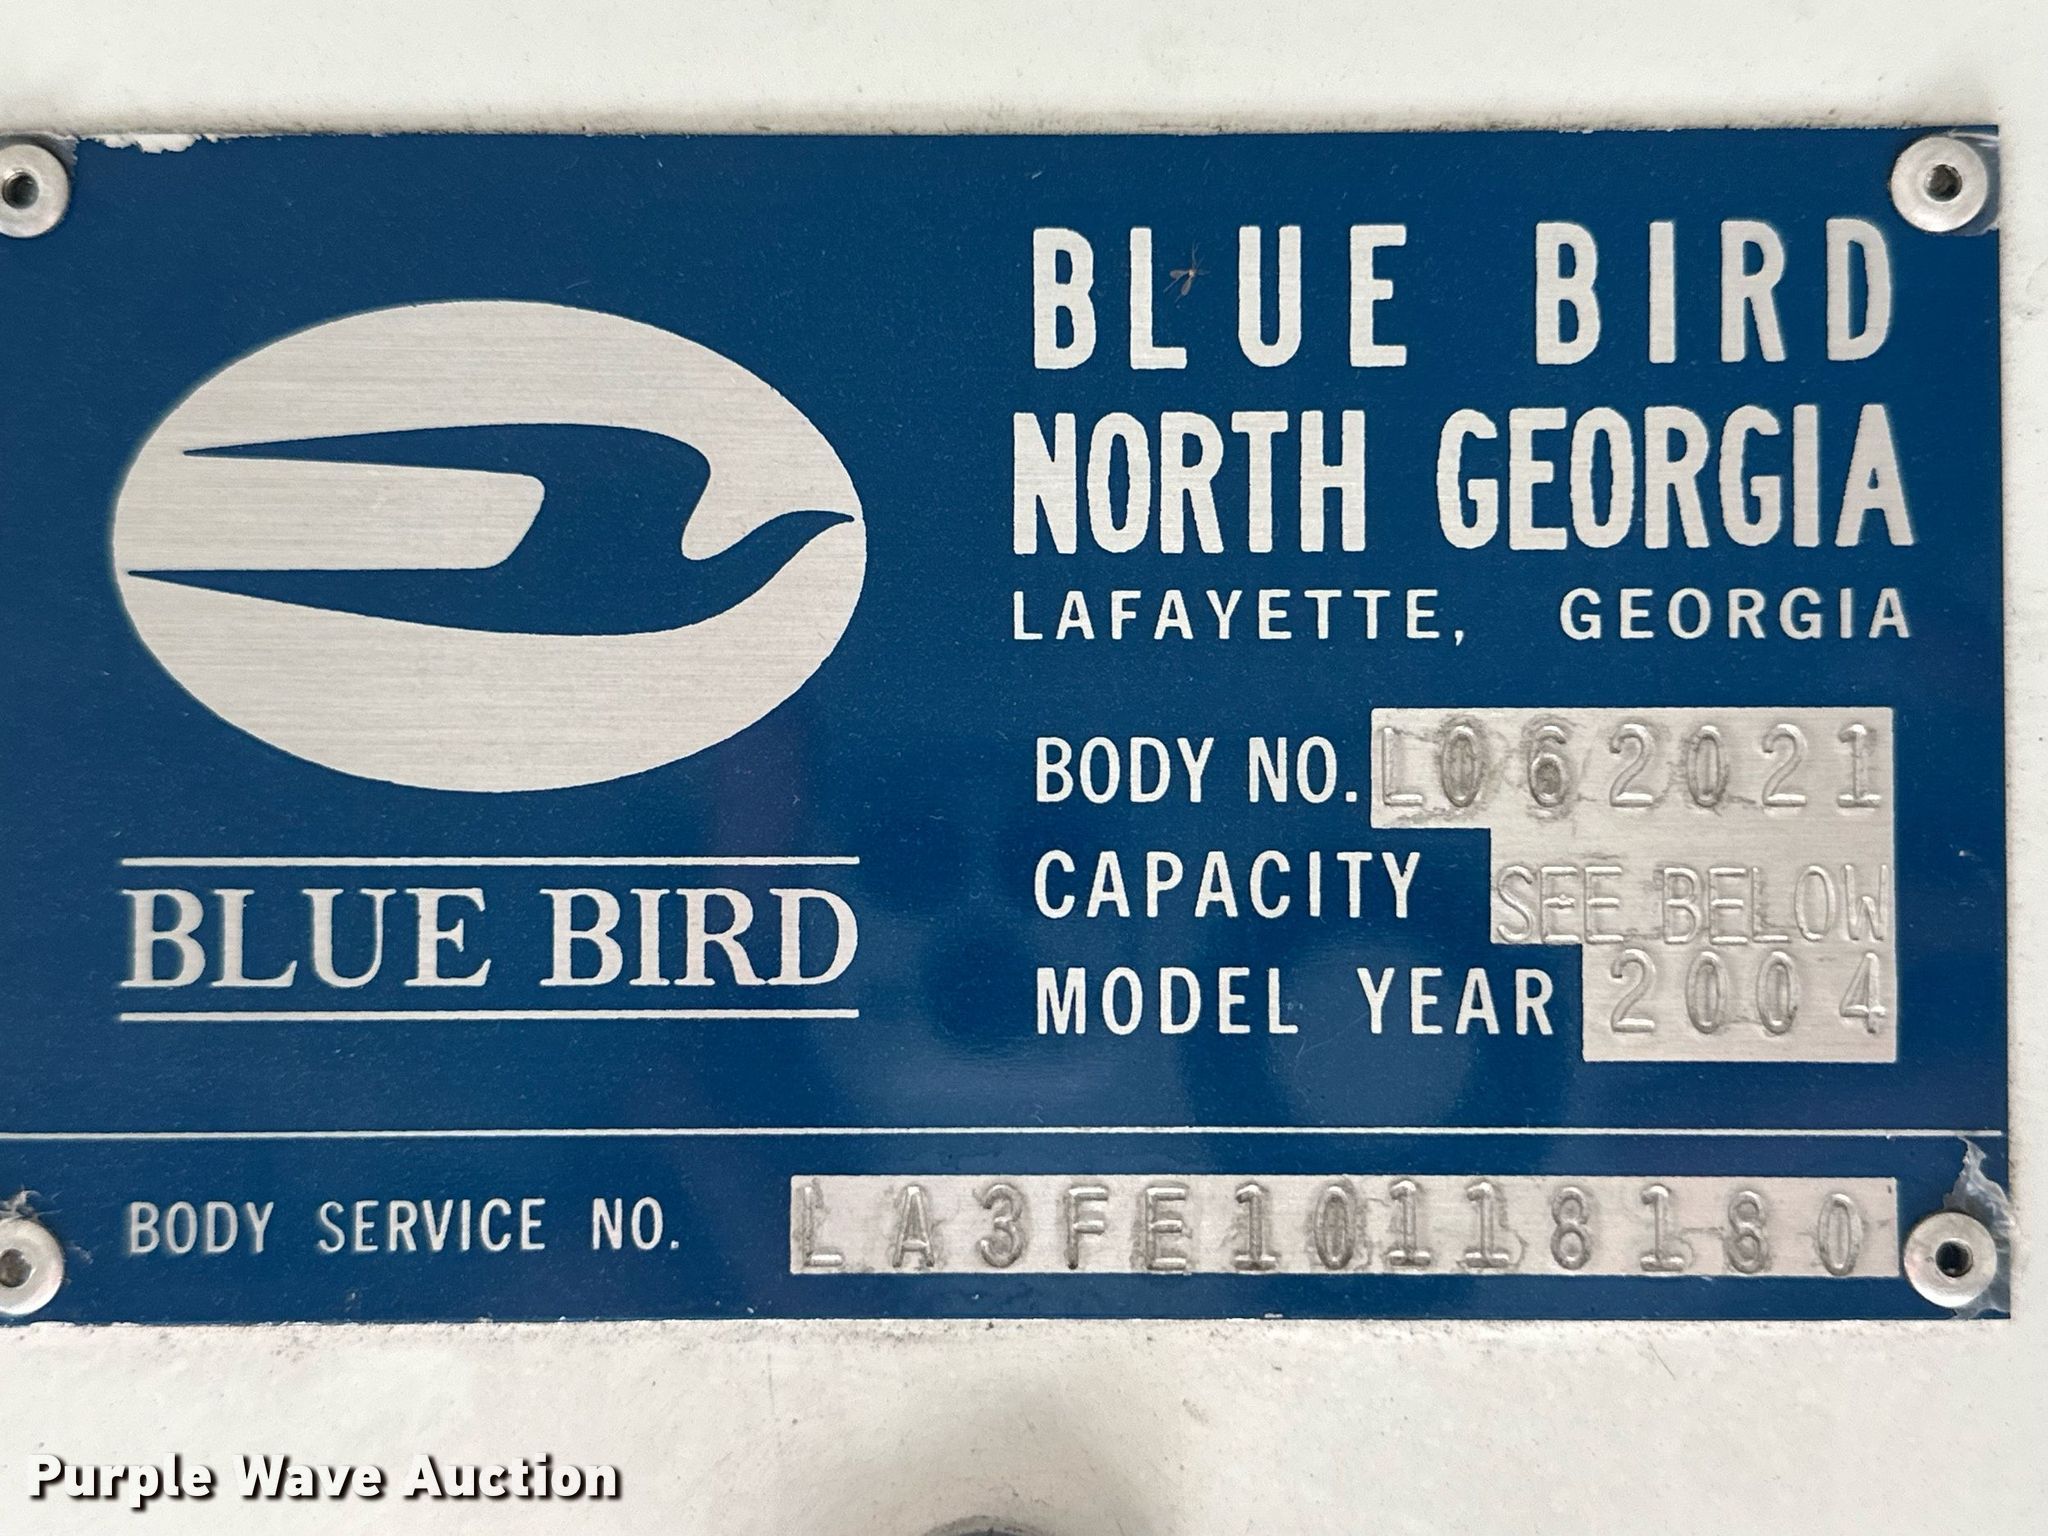 BLUE BIRD
NORTH GEORGIA
LAFAYETTE, GEORGIA
BODY NO. L062021
CAPACITY SEE BELOW
MODEL YEAR 2004
BLUE BIRD
BODY SERVICE NO. LA3FE10118180
Purple Wave Auction